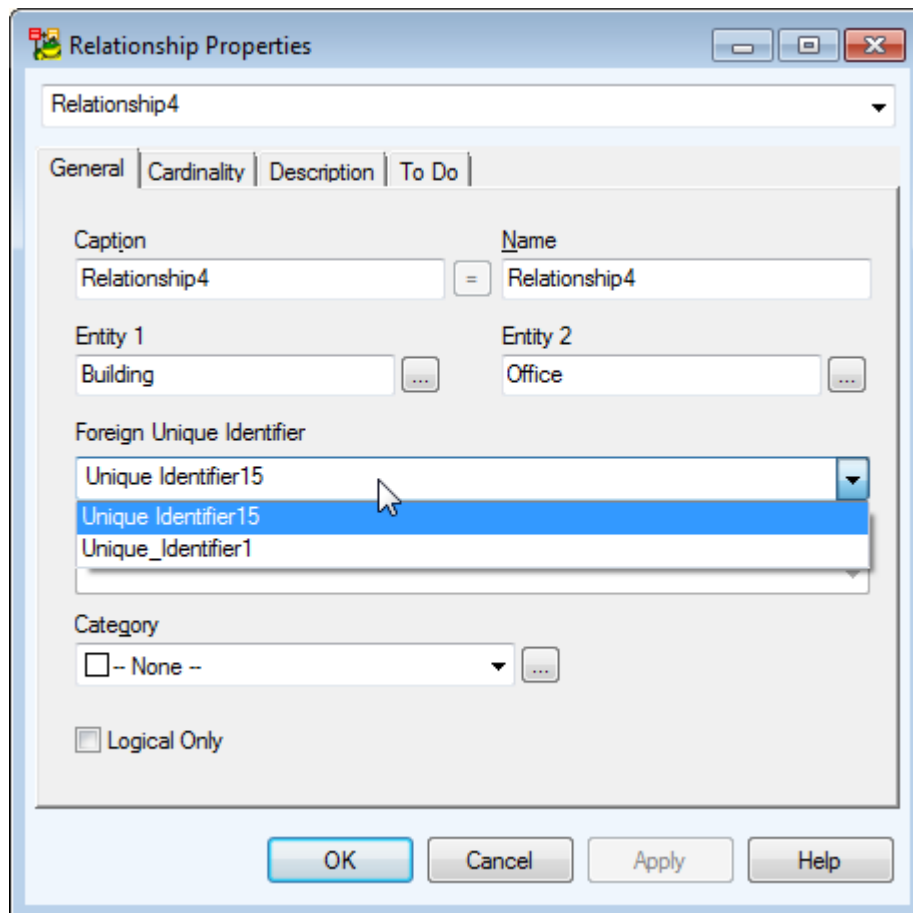 Relationship Properties
Relationship4
General Cardinality Description To Do
Caption Name
Relationship4 = Relationship4
Entity 1 Entity 2
Building ... Office ...
Foreign Unique Identifier
Unique Identifier15
Unique Identifier15
Unique_Identifier1
Category
-- None -- ...
Logical Only
OK Cancel Apply Help